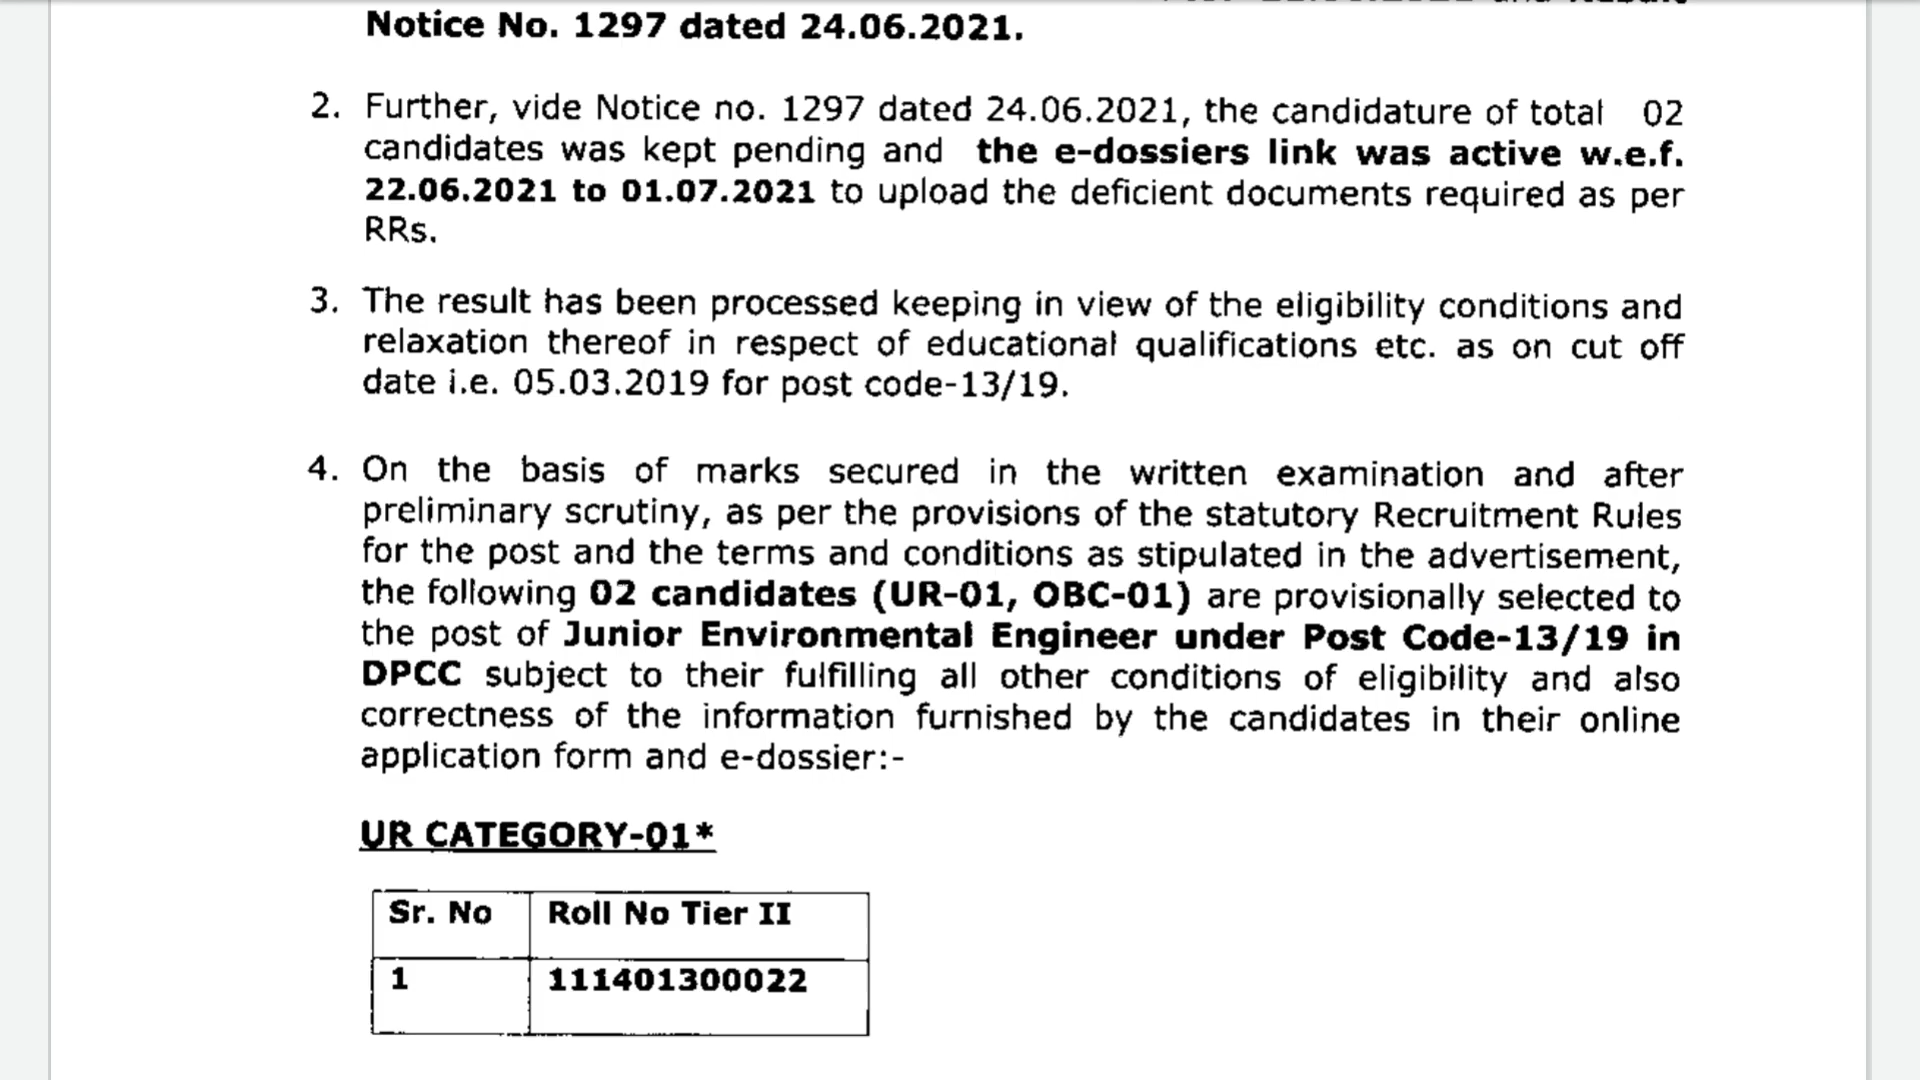 Notice No. 1297 dated 24.06.2021.
2. Further, vide Notice no. 1297 dated 24.06.2021, the candidature of total 02
candidates was kept pending and the e-dossiers link was active w.e.f.
22.06.2021 to 01.07.2021 to upload the deficient documents required as per
RRs.
3. The result has been processed keeping in view of the eligibility conditions and
relaxation thereof in respect of educational qualifications etc. as on cut off
date i.e. 05.03.2019 for post code-13/19.
4. On the basis of marks secured in the written examination and after
preliminary scrutiny, as per the provisions of the statutory Recruitment Rules
for the post and the terms and conditions as stipulated in the advertisement,
the following 02 candidates (UR-01, OBC-01) are provisionally selected to
the post of Junior Environmental Engineer under Post Code-13/19 in
DPCC subject to their fulfilling all other conditions of eligibility and also
correctness of the information furnished by the candidates in their online
application form and e-dossier:-
UR CATEGORY-01*
Sr. No Roll No Tier II
1 111401300022